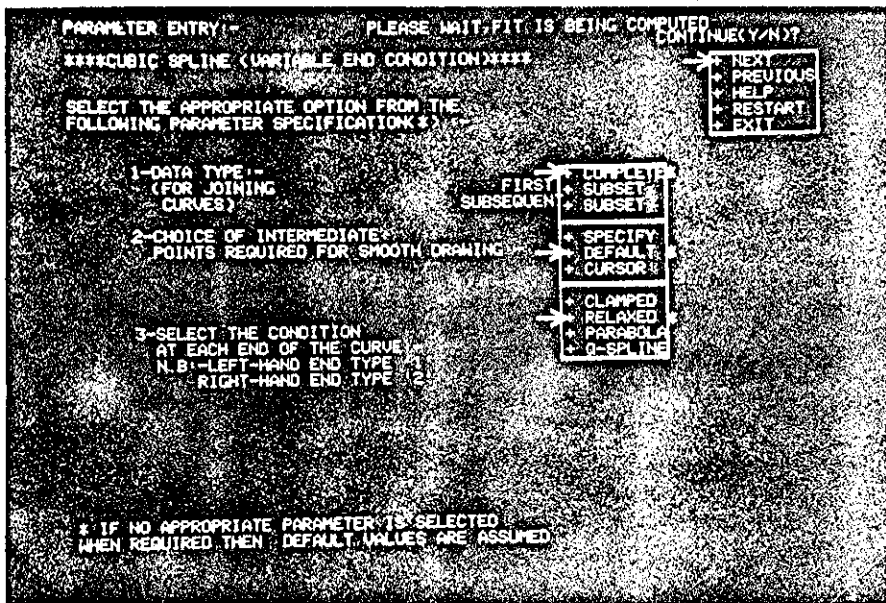 PARAMETER ENTRY:-
PLEASE WAIT,FIT IS BEING COMPUTED
CONTINUE(Y/N)?
****CUBIC SPLINE (VARIABLE END CONDITION)****
+ NEXT
+ PREVIOUS
+ HELP
+ RESTART
+ EXIT
SELECT THE APPROPRIATE OPTION FROM THE
FOLLOWING PARAMETER SPECIFICATION(*)
1-DATA TYPE:-
(FOR JOINING
CURVES)
+ COMPLETE*
FIRST + SUBSET
SUBSEQUENT + SUBSET
2-CHOICE OF INTERMEDIATE
POINTS REQUIRED FOR SMOOTH DRAWING:-
+ SPECIFY
+ DEFAULT *
+ CURSOR
3-SELECT THE CONDITION
AT EACH END OF THE CURVE:-
N.B:-LEFT-HAND END TYPE 1
RIGHT-HAND END TYPE 2
+ CLAMPED
+ RELAXED *
+ PARABOLA
+ Q-SPLINE
* IF NO APPROPRIATE PARAMETER IS SELECTED
WHEN REQUIRED THEN DEFAULT VALUES ARE ASSUMED